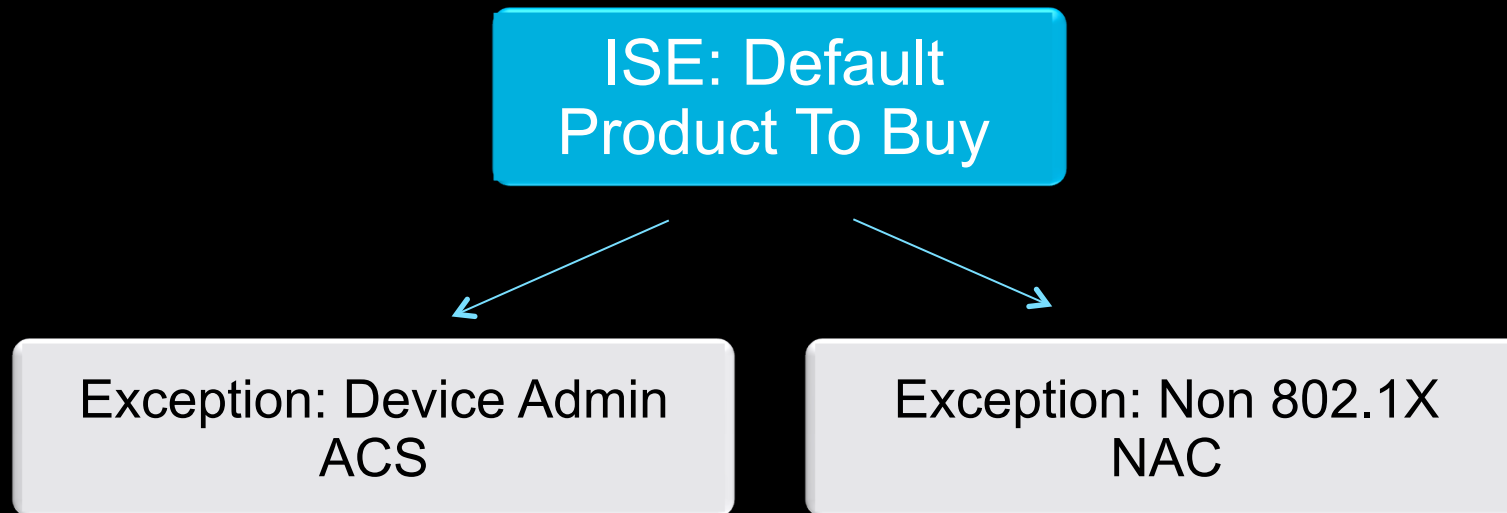 ISE: Default
Product To Buy
Exception: Device Admin
ACS
Exception: Non 802.1X
NAC